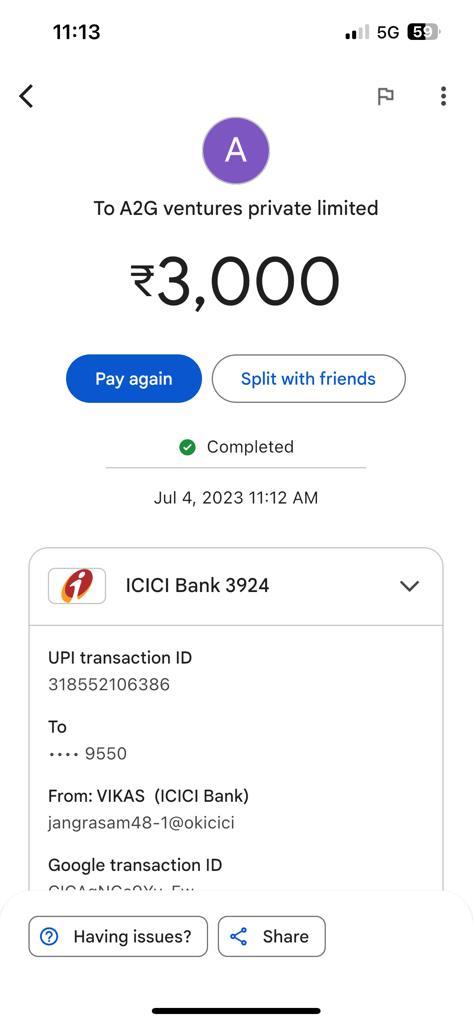 11:13 5G 59
A
To A2G ventures private limited
₹3,000
Pay again Split with friends
Completed
Jul 4, 2023 11:12 AM
ICICI Bank 3924
UPI transaction ID
318552106386
To
•••• 9550
From: VIKAS (ICICI Bank)
jangrasam48-1@okicici
Google transaction ID
Having issues? Share